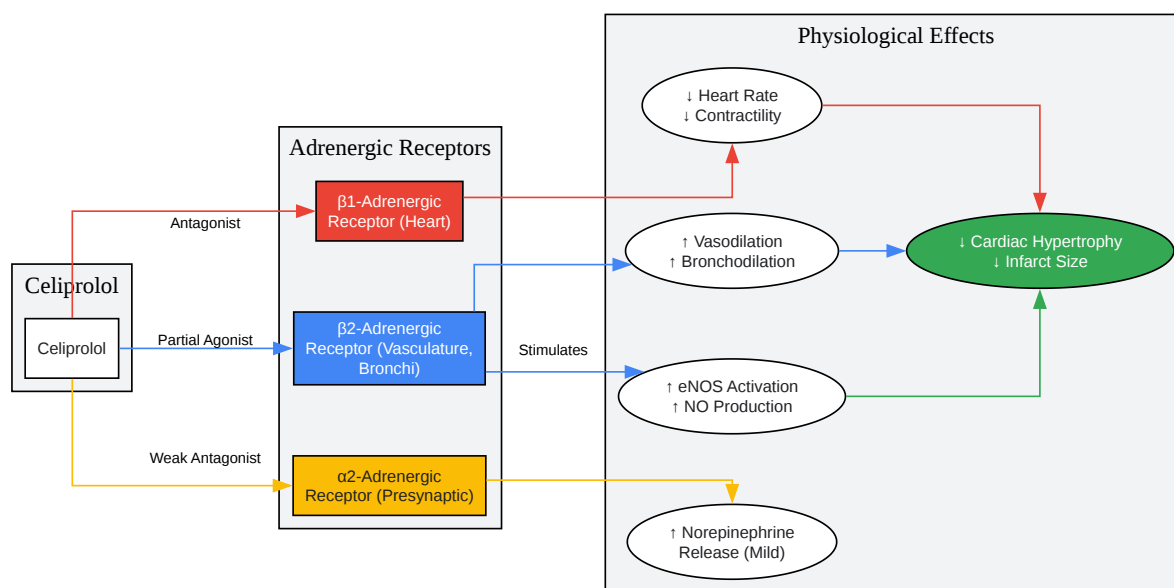 Physiological Effects
↓ Heart Rate
↓ Contractility
Adrenergic Receptors
β1-Adrenergic
Receptor (Heart)
Antagonist
↑ Vasodilation
↑ Bronchodilation
↓ Cardiac Hypertrophy
↓ Infarct Size
Celiprolol
Celiprolol
Partial Agonist
β2-Adrenergic
Receptor (Vasculature,
Bronchi)
Stimulates
↑ eNOS Activation
↑ NO Production
Weak Antagonist
α2-Adrenergic
Receptor (Presynaptic)
↑ Norepinephrine
Release (Mild)